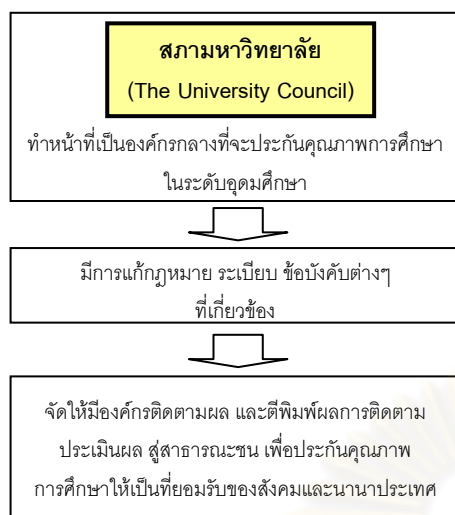 สภามหาวิทยาลัย
(The University Council)
ทำหน้าที่เป็นองค์กรกลางที่จะประกันคุณภาพการศึกษา
ในระดับอุดมศึกษา
มีการแก้กฎหมาย ระเบียบ ข้อบังคับต่างๆ
ที่เกี่ยวข้อง
จัดให้มีองค์กรติดตามผล และตีพิมพ์ผลการติดตาม
ประเมินผล สู่สาธารณะชน เพื่อประกันคุณภาพ
การศึกษาให้เป็นที่ยอมรับของสังคมและนานาประเทศ